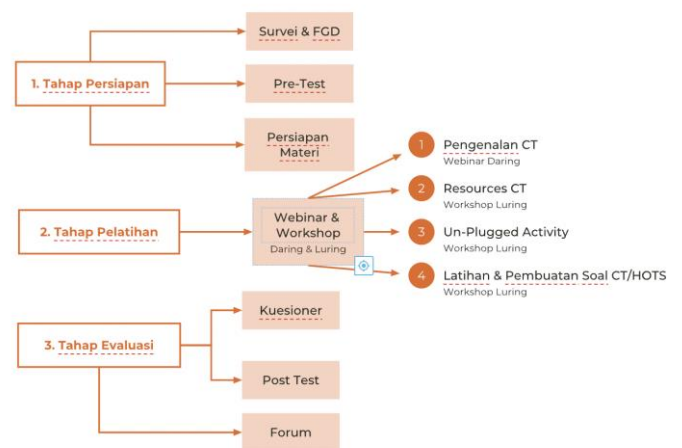 Survei & FGD
1. Tahap Persiapan
Pre-Test
Persiapan
Materi
1 Pengenalan CT
Webinar Daring
2 Resources CT
Workshop Luring
2. Tahap Pelatihan
Webinar &
Workshop
Daring & Luring
3 Un-Plugged Activity
Workshop Luring
4 Latihan & Pembuatan Soal CT/HOTS
Workshop Luring
Kuesioner
3. Tahap Evaluasi
Post Test
Forum